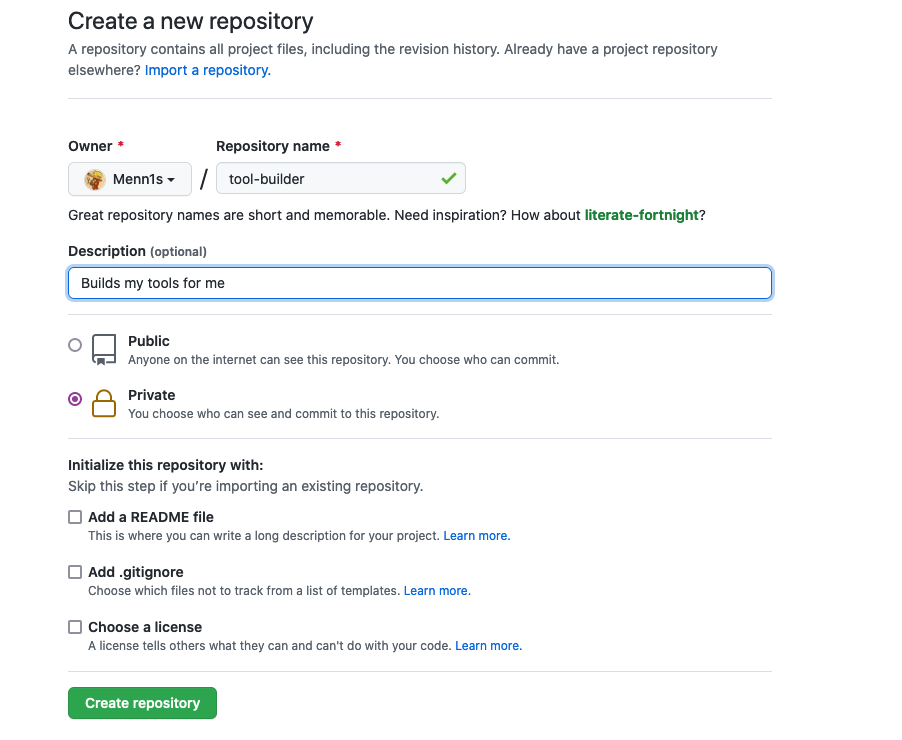 Create a new repository
A repository contains all project files, including the revision history. Already have a project repository
elsewhere? Import a repository.
Owner *
Repository name *
Menn1s
/
tool-builder
Great repository names are short and memorable. Need inspiration? How about literate-fortnight?
Description (optional)
Builds my tools for me
Public
Anyone on the internet can see this repository. You choose who can commit.
Private
You choose who can see and commit to this repository.
Initialize this repository with:
Skip this step if you’re importing an existing repository.
Add a README file
This is where you can write a long description for your project. Learn more.
Add .gitignore
Choose which files not to track from a list of templates. Learn more.
Choose a license
A license tells others what they can and can't do with your code. Learn more.
Create repository